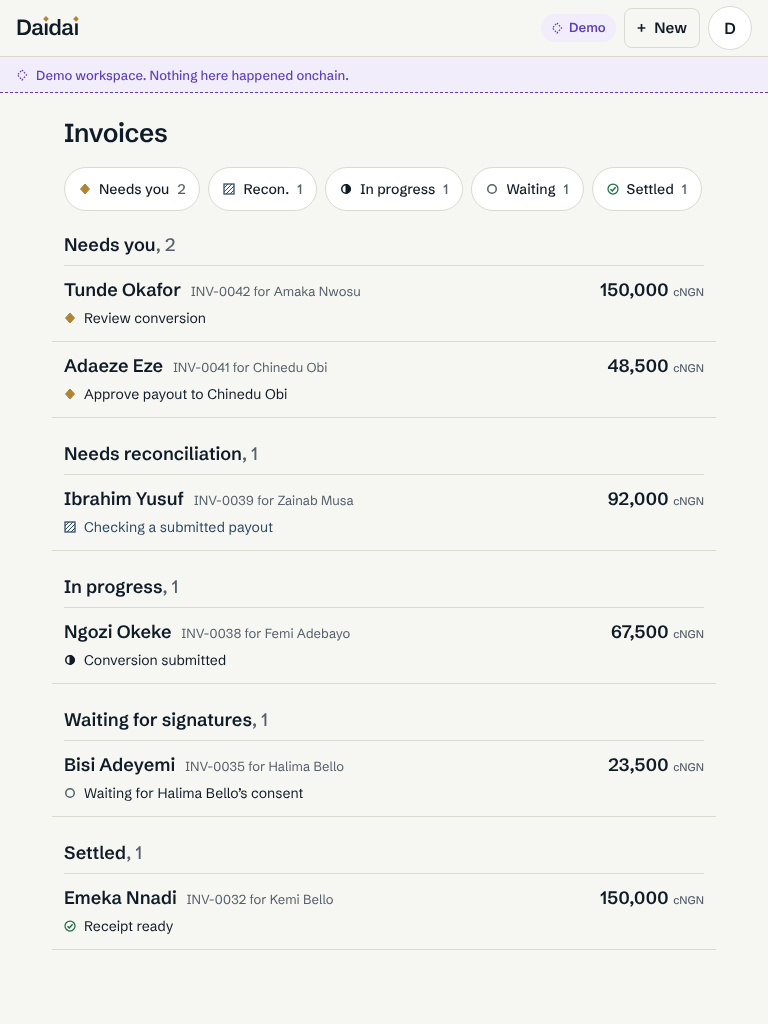 Daidai
Demo
+ New
D
Demo workspace. Nothing here happened onchain.
Invoices
Needs you 2
Recon. 1
In progress 1
Waiting 1
Settled 1
Needs you, 2
Tunde Okafor INV-0042 for Amaka Nwosu 150,000 cNGN
Review conversion
Adaeze Eze INV-0041 for Chinedu Obi 48,500 cNGN
Approve payout to Chinedu Obi
Needs reconciliation, 1
Ibrahim Yusuf INV-0039 for Zainab Musa 92,000 cNGN
Checking a submitted payout
In progress, 1
Ngozi Okeke INV-0038 for Femi Adebayo 67,500 cNGN
Conversion submitted
Waiting for signatures, 1
Bisi Adeyemi INV-0035 for Halima Bello 23,500 cNGN
Waiting for Halima Bello’s consent
Settled, 1
Emeka Nnadi INV-0032 for Kemi Bello 150,000 cNGN
Receipt ready